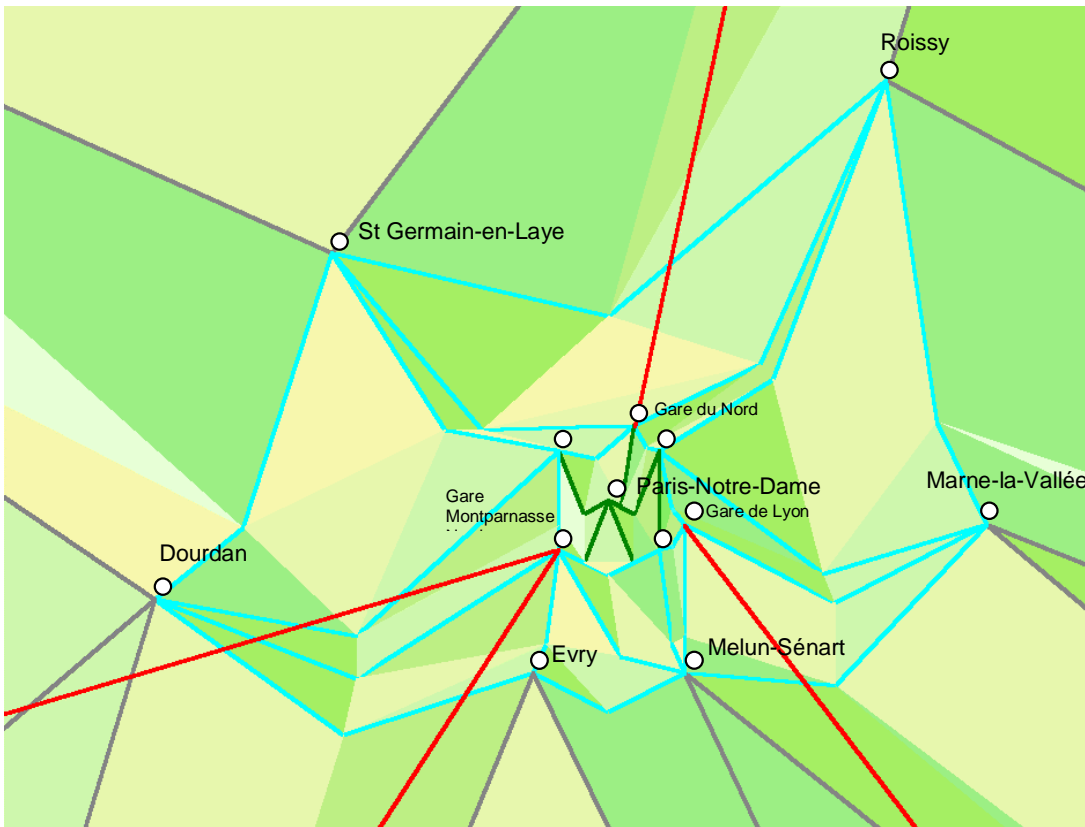 Roissy
St Germain-en-Laye
Gare du Nord
Paris-Notre-Dame
Marne-la-Vallée
Gare
Montparnasse
Gare de Lyon
Dourdan
Evry
Melun-Sénart